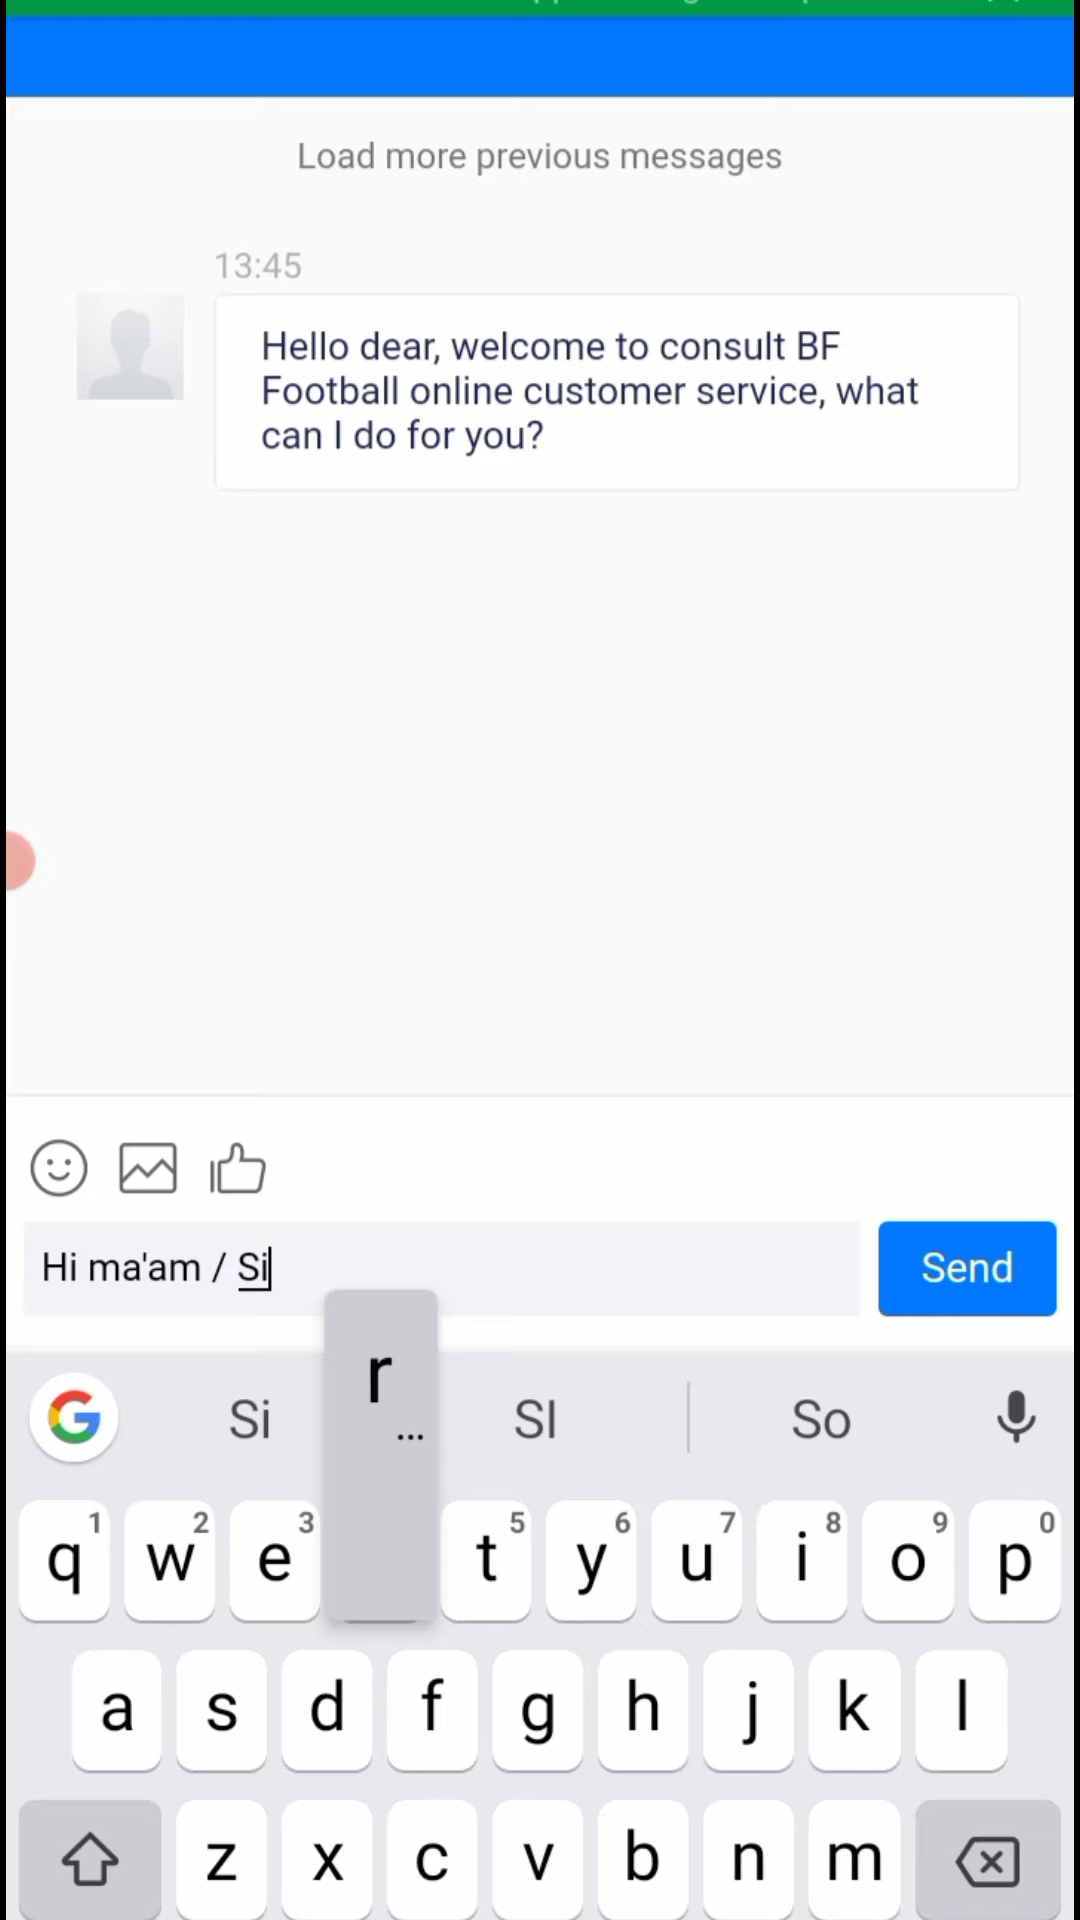 Load more previous messages
13:45
Hello dear, welcome to consult BF
Football online customer service, what
can I do for you?
Hi ma'am / Si
Send
r
...
Si SI So
q 1 w 2 e 3 t 5 y 6 u 7 i 8 o 9 p 0
a s d f g h j k l
z x c v b n m